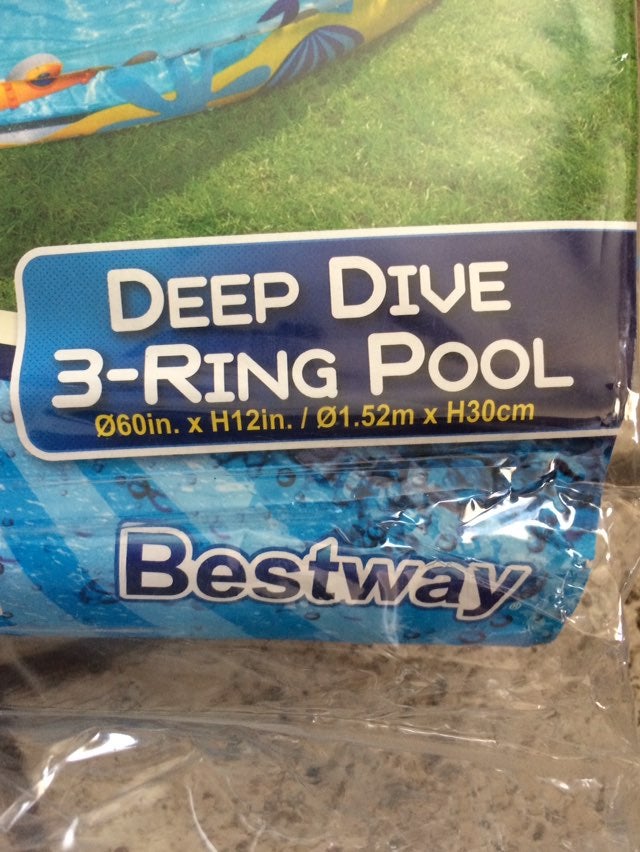 DEEP DIVE
3-RING POOL
Ø60in. x H12in. / Ø1.52m x H30cm
Bestway